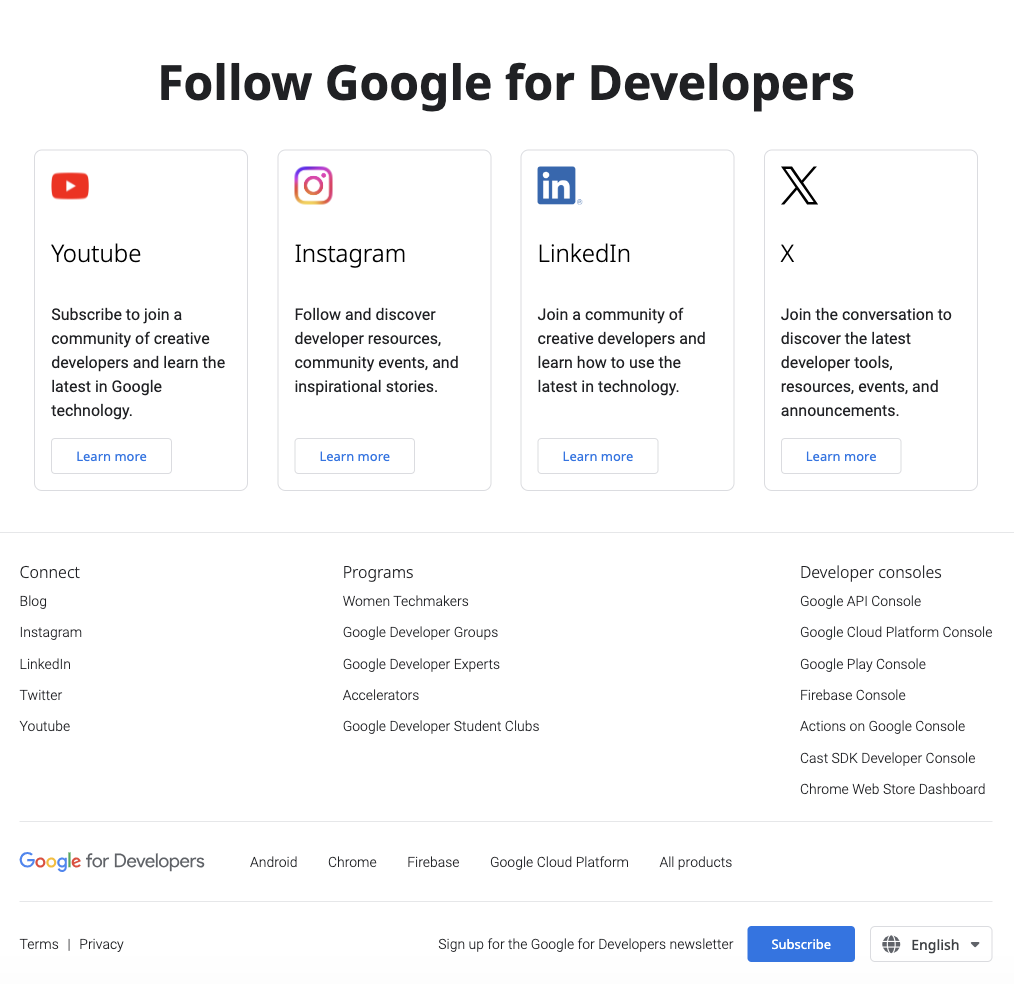 Follow Google for Developers
Youtube
Subscribe to join a
community of creative
developers and learn the
latest in Google
technology.
Learn more
Instagram
Follow and discover
developer resources,
community events, and
inspirational stories.
Learn more
in
LinkedIn
Join a community of
creative developers and
learn how to use the
latest in technology.
Learn more
X
Join the conversation to
discover the latest
developer tools,
resources, events, and
announcements.
Learn more
Connect
Blog
Instagram
LinkedIn
Twitter
Youtube
Programs
Women Techmakers
Google Developer Groups
Google Developer Experts
Accelerators
Google Developer Student Clubs
Developer consoles
Google API Console
Google Cloud Platform Console
Google Play Console
Firebase Console
Actions on Google Console
Cast SDK Developer Console
Chrome Web Store Dashboard
Google for Developers Android Chrome Firebase Google Cloud Platform All products
Terms | Privacy Sign up for the Google for Developers newsletter Subscribe English